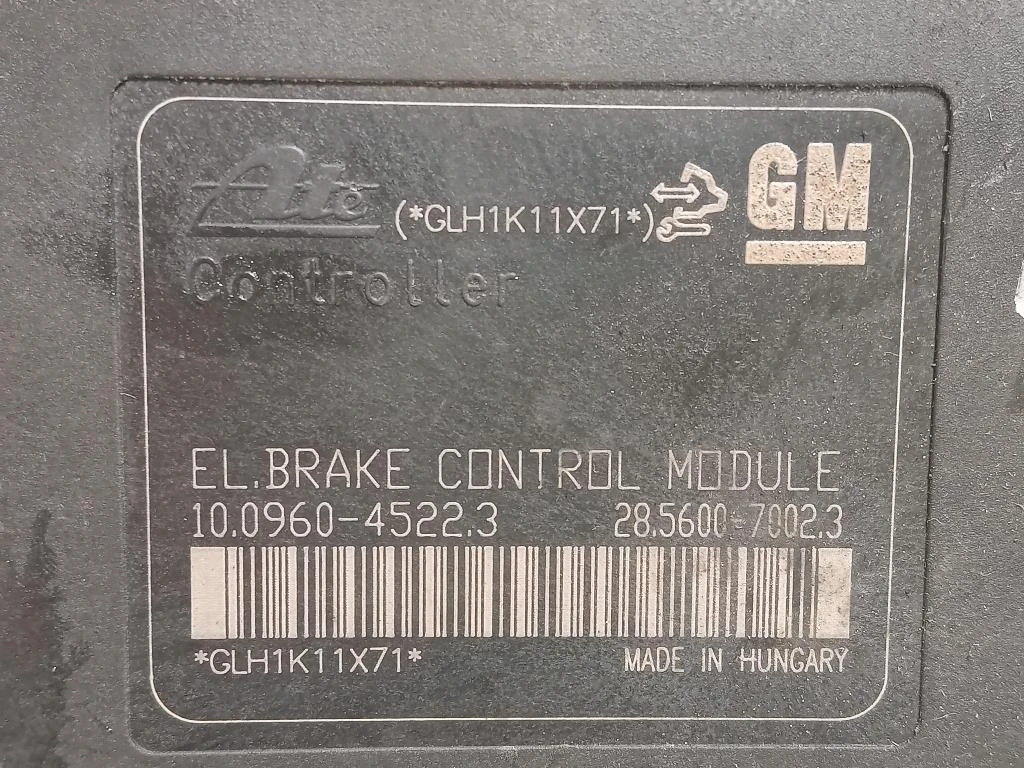 Ate
(*GLH1K11X71*)
GM
Controller
EL.BRAKE CONTROL MODULE
10.0960-4522.3 28.5600-7002.3
*GLH1K11X71* MADE IN HUNGARY